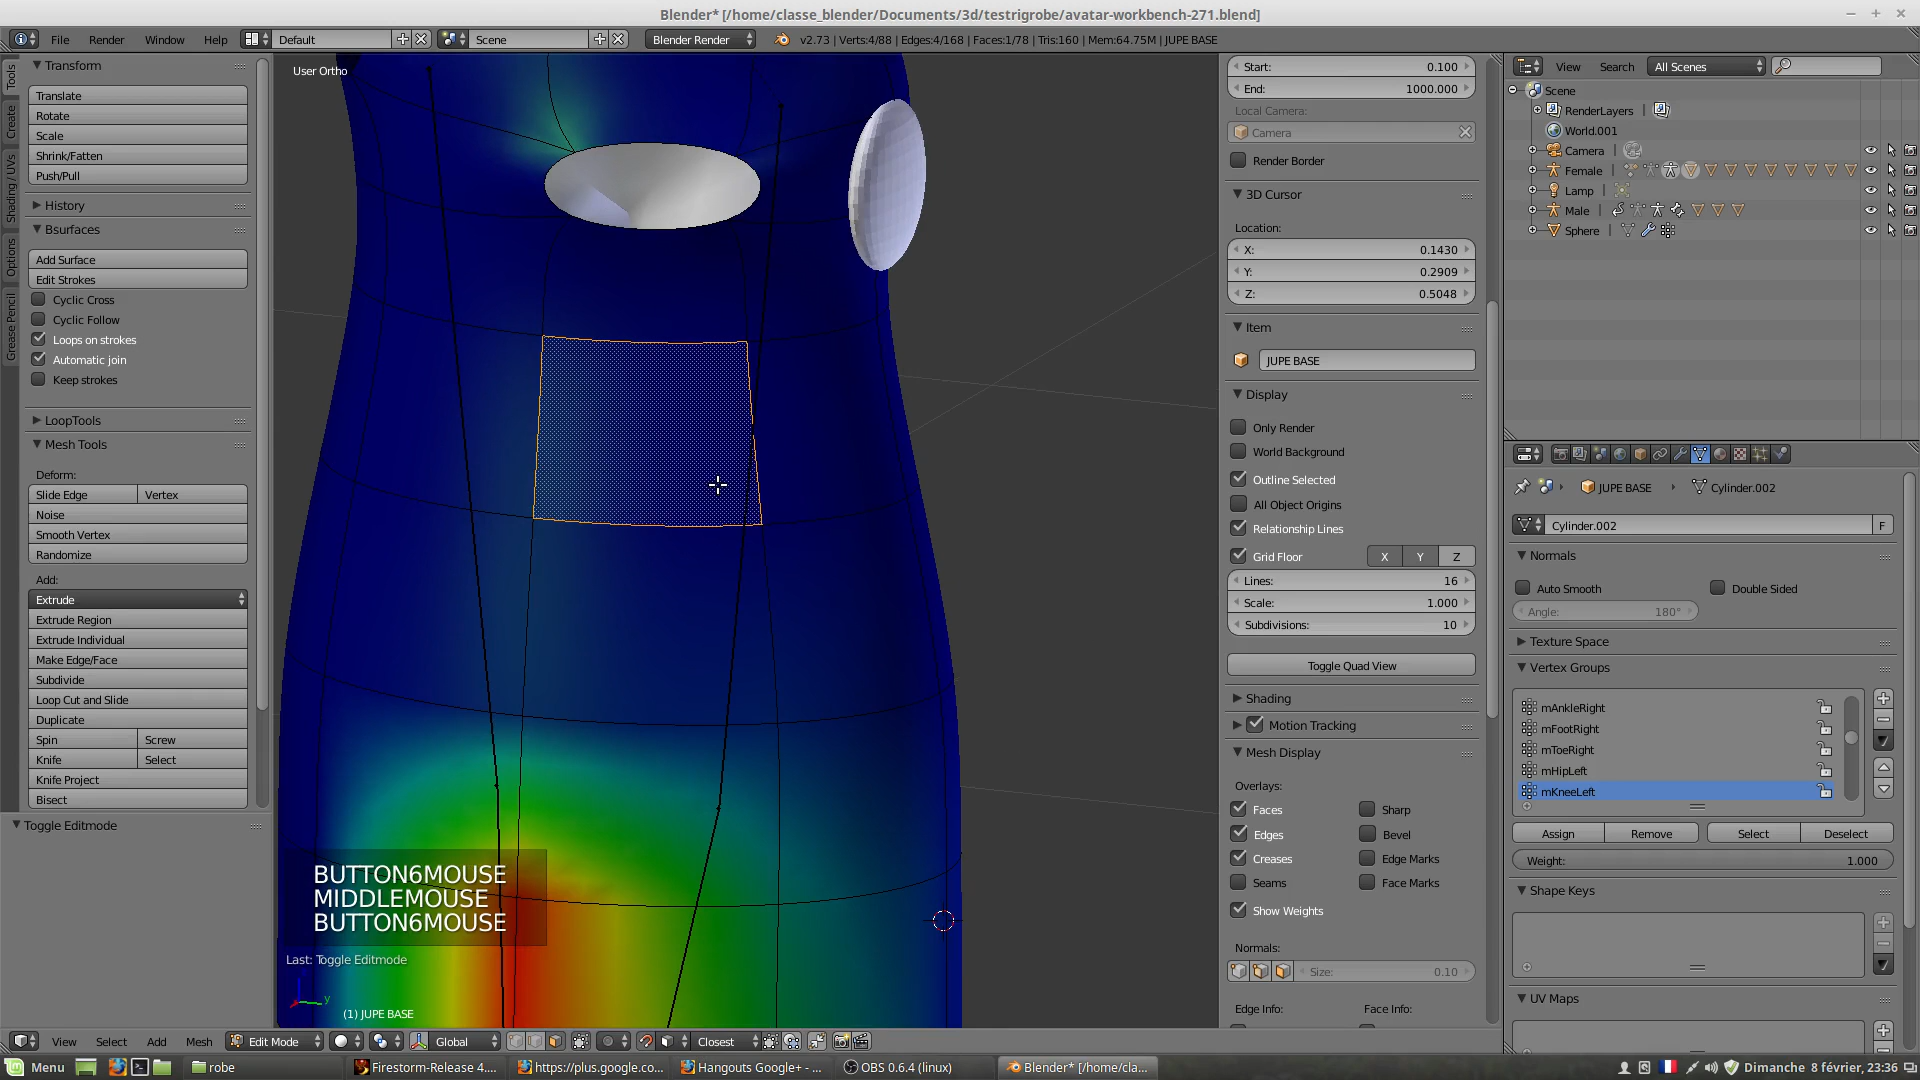 Blender* [/home/classe_blender/Documents/3d/testrigrobe/avatar-workbench-271.blend]
File Render Window Help Default Scene Blender Render v2.73 | Verts:4/88 | Edges:4/168 | Faces:1/78 | Tris:160 | Mem:64.75M | JUPE BASE
Tools
Create
Shading / UVs
Options
Grease Pencil
Transform
Translate
Rotate
Scale
Shrink/Fatten
Push/Pull
History
Bsurfaces
Add Surface
Edit Strokes
Cyclic Cross
Cyclic Follow
Loops on strokes
Automatic join
Keep strokes
LoopTools
Mesh Tools
Deform:
Slide Edge Vertex
Noise
Smooth Vertex
Randomize
Add:
Extrude
Extrude Region
Extrude Individual
Make Edge/Face
Subdivide
Loop Cut and Slide
Duplicate
Spin Screw
Knife Select
Knife Project
Bisect
Toggle Editmode
User Ortho
BUTTON6MOUSE
MIDDLEMOUSE
BUTTON6MOUSE
Last: Toggle Editmode
y
(1) JUPE BASE
View Select Add Mesh Edit Mode Global Closest
Start: 0.100
End: 1000.000
Local Camera:
Camera
Render Border
3D Cursor
Location:
X: 0.1430
Y: 0.2909
Z: 0.5048
Item
JUPE BASE
Display
Only Render
World Background
Outline Selected
All Object Origins
Relationship Lines
Grid Floor X Y Z
Lines: 16
Scale: 1.000
Subdivisions: 10
Toggle Quad View
Shading
Motion Tracking
Mesh Display
Overlays:
Faces Sharp
Edges Bevel
Creases Edge Marks
Seams Face Marks
Show Weights
Normals:
Size: 0.10
Edge Info: Face Info:
View Search All Scenes
Scene
RenderLayers
World.001
Camera
Female
Lamp
Male
Sphere
JUPE BASE Cylinder.002
Cylinder.002 F
Normals
Auto Smooth Double Sided
Angle: 180°
Texture Space
Vertex Groups
mAnkleRight
mFootRight
mToeRight
mHipLeft
mKneeLeft
Assign Remove Select Deselect
Weight: 1.000
Shape Keys
UV Maps
Menu robe Firestorm-Release 4.... https://plus.google.co... Hangouts Google+ - ... OBS 0.6.4 (linux) Blender* [/home/cla... Dimanche 8 février, 23:36